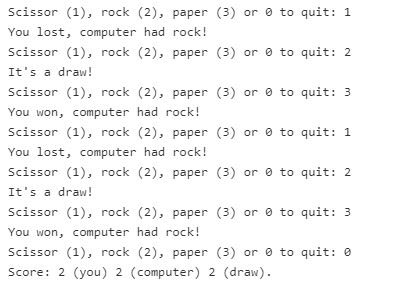 Scissor (1), rock (2), paper (3) or 0 to quit: 1
You lost, computer had rock!
Scissor (1), rock (2), paper (3) or 0 to quit: 2
It's a draw!
Scissor (1), rock (2), paper (3) or 0 to quit: 3
You won, computer had rock!
Scissor (1), rock (2), paper (3) or 0 to quit: 1
You lost, computer had rock!
Scissor (1), rock (2), paper (3) or 0 to quit: 2
It's a draw!
Scissor (1), rock (2), paper (3) or 0 to quit: 3
You won, computer had rock!
Scissor (1), rock (2), paper (3) or 0 to quit: 0
Score: 2 (you) 2 (computer) 2 (draw).